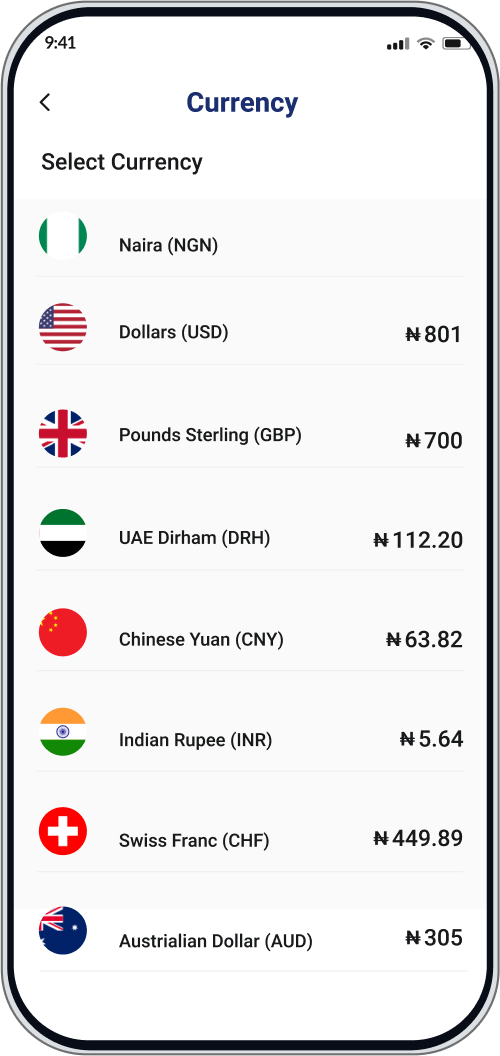 9:41
Currency
Select Currency
Naira (NGN)
Dollars (USD) ₦801
Pounds Sterling (GBP) ₦700
UAE Dirham (DRH) ₦112.20
Chinese Yuan (CNY) ₦63.82
Indian Rupee (INR) ₦5.64
Swiss Franc (CHF) ₦449.89
Austrialian Dollar (AUD) ₦305